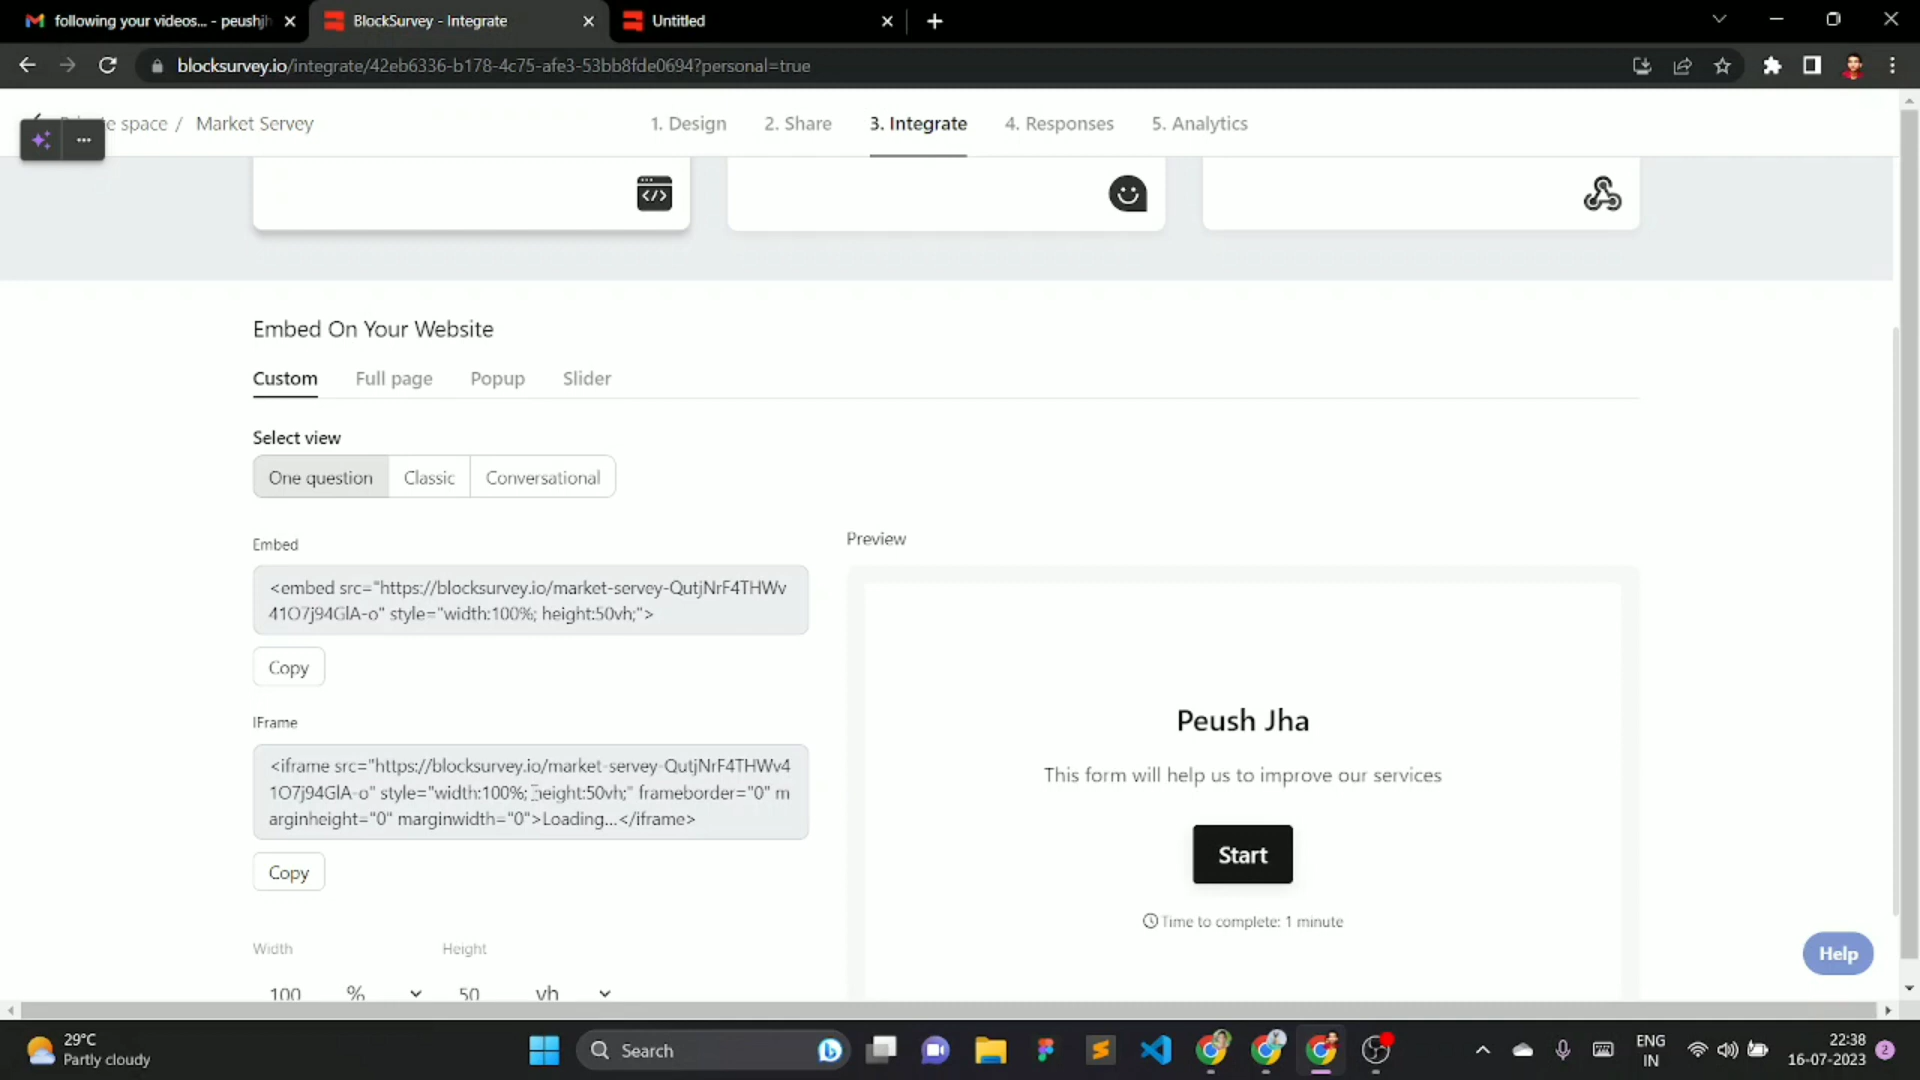 following your videos... - peushjh
BlockSurvey - Integrate
Untitled
blocksurvey.io/integrate/42eb6336-b178-4c75-afe3-53bb8fde0694?personal=true
e space / Market Servey
1. Design
2. Share
3. Integrate
4. Responses
5. Analytics
Embed On Your Website
Custom
Full page
Popup
Slider
Select view
One question
Classic
Conversational
Embed
<embed src="https://blocksurvey.io/market-servey-QutjNrF4THWv
41O7j94GlA-o" style="width:100%; height:50vh;">
Copy
IFrame
<iframe src="https://blocksurvey.io/market-servey-QutjNrF4THWv4
1O7j94GlA-o" style="width:100%; height:50vh;" frameborder="0" m
arginheight="0" marginwidth="0">Loading...</iframe>
Copy
Width
Height
100 %
50 vh
Preview
Peush Jha
This form will help us to improve our services
Start
Time to complete: 1 minute
Help
29°C
Partly cloudy
Search
ENG
IN
22:38
16-07-2023
2